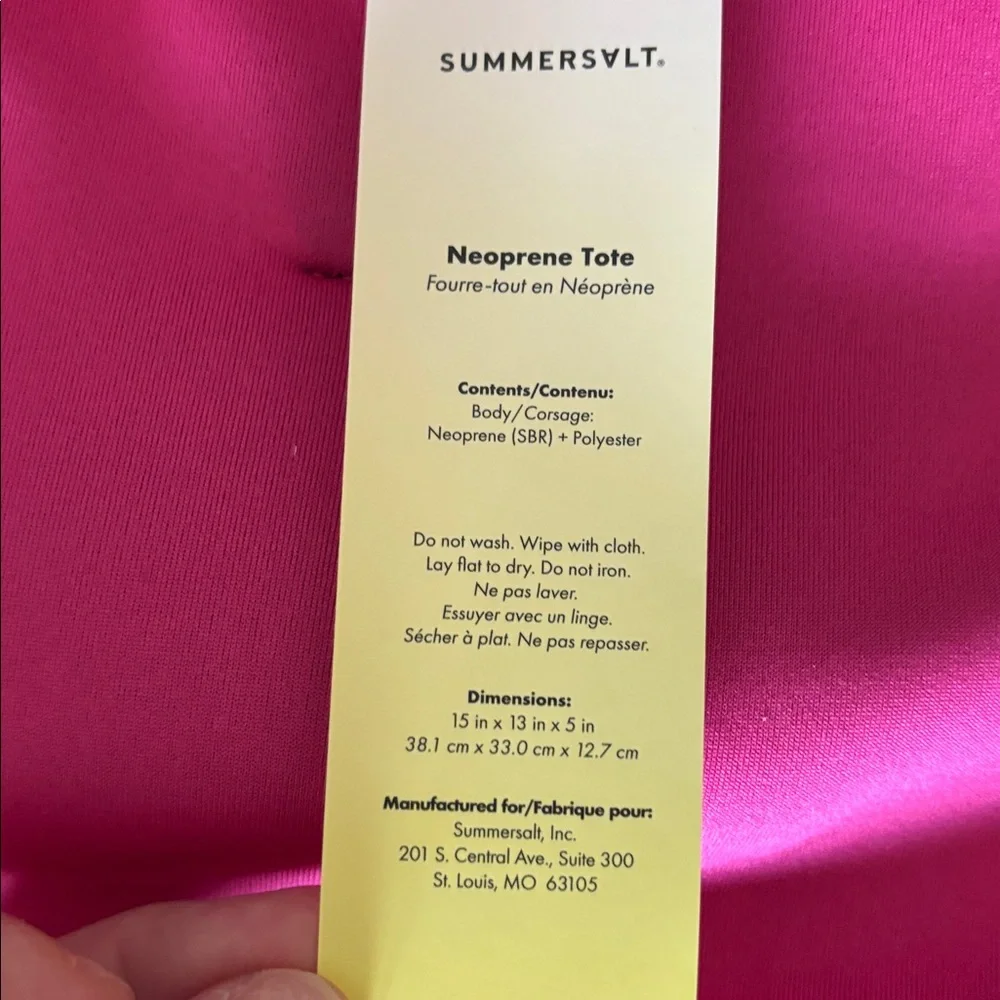 SUMMERSALT®
Neoprene Tote
Fourre-tout en Néoprène
Contents/Contenu:
Body/Corsage:
Neoprene (SBR) + Polyester
Do not wash. Wipe with cloth.
Lay flat to dry. Do not iron.
Ne pas laver.
Essuyer avec un linge.
Sécher à plat. Ne pas repasser.
Dimensions:
15 in x 13 in x 5 in
38.1 cm x 33.0 cm x 12.7 cm
Manufactured for/Fabrique pour:
Summersalt, Inc.
201 S. Central Ave., Suite 300
St. Louis, MO 63105